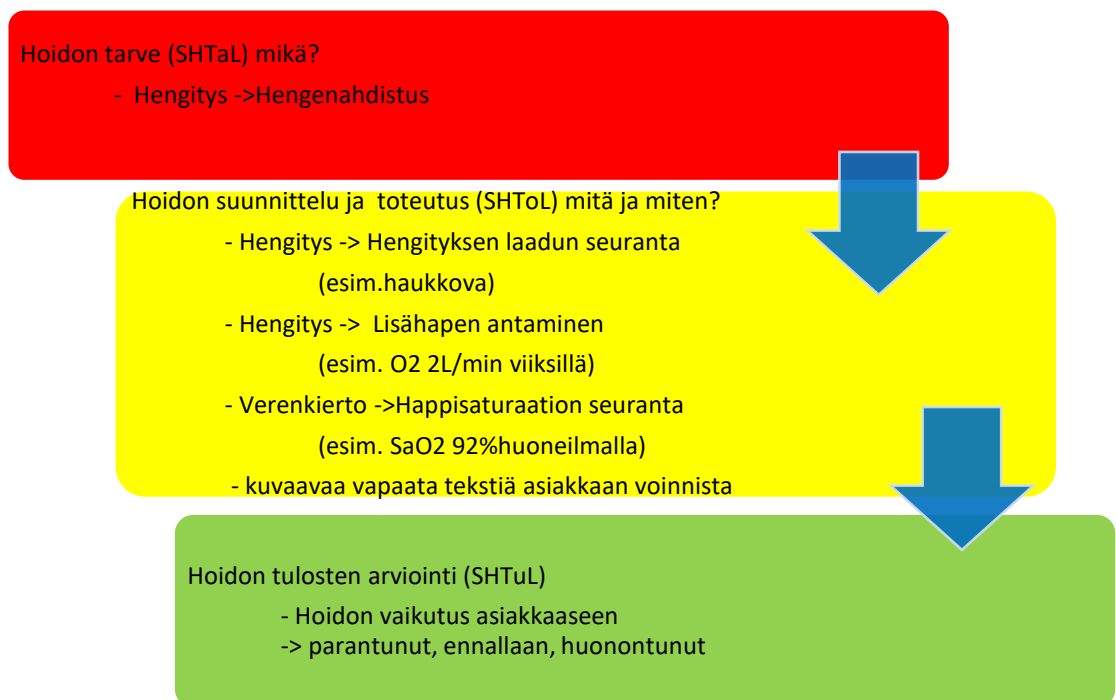 Hoidon tarve (SHTaL) mikä?
- Hengitys ->Hengenahdistus
Hoidon suunnittelu ja toteutus (SHToL) mitä ja miten?
- Hengitys -> Hengityksen laadun seuranta
(esim.haukkova)
- Hengitys -> Lisähapen antaminen
(esim. O2 2L/min viiksillä)
- Verenkierto ->Happisaturaation seuranta
(esim. SaO2 92%huoneilmalla)
- kuvaavaa vapaata tekstiä asiakkaan voinnista
Hoidon tulosten arviointi (SHTuL)
- Hoidon vaikutus asiakkaaseen
-> parantunut, ennallaan, huonontunut